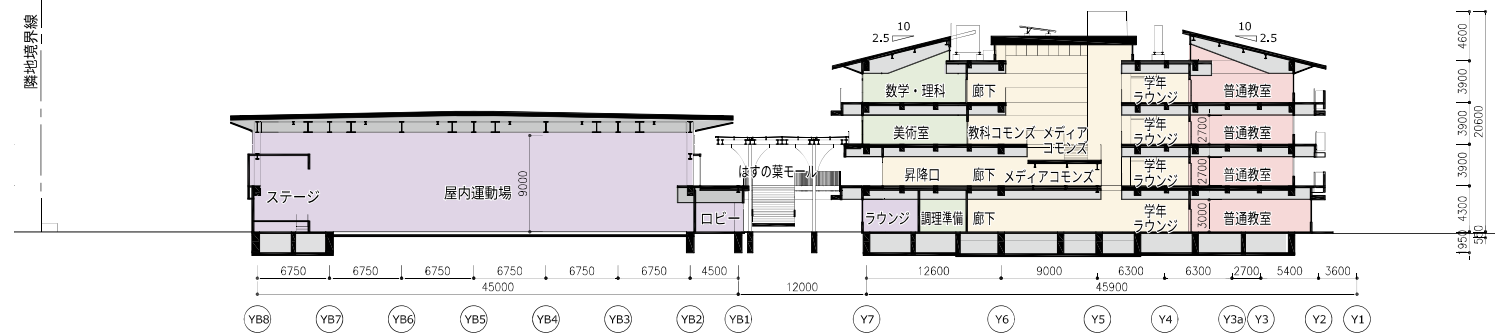 隣地境界線
10
2.5
10
2.5
数学・理科
廊下
学年
ラウンジ
普通教室
美術室
教科コモンズ
メディア
コモンズ
学年
ラウンジ
2700
普通教室
はすの葉モール
昇降口
廊下
メディアコモンズ
学年
ラウンジ
2700
普通教室
ステージ
屋内運動場
9000
ロビー
ラウンジ
調理準備
廊下
学年
ラウンジ
3000
普通教室
4600
3900
3900
3900
4300
1950
20600
6750
6750
6750
6750
6750
6750
4500
45000
12000
12600
9000
6300
6300
2700
5400
3600
45900
YB8
YB7
YB6
YB5
YB4
YB3
YB2
YB1
Y7
Y6
Y5
Y4
Y3a
Y3
Y2
Y1